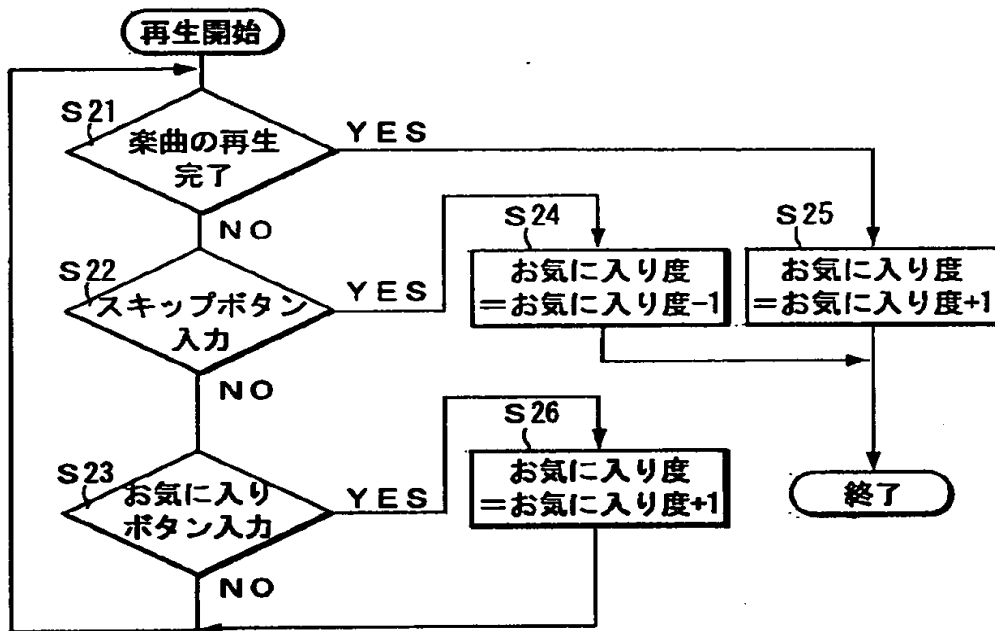 再生開始
S21
楽曲の再生
完了
YES
NO
S22
スキップボタン
入力
YES
NO
S24
お気に入り度
=お気に入り度-1
S25
お気に入り度
=お気に入り度+1
S23
お気に入り
ボタン入力
YES
NO
S26
お気に入り度
=お気に入り度+1
終了